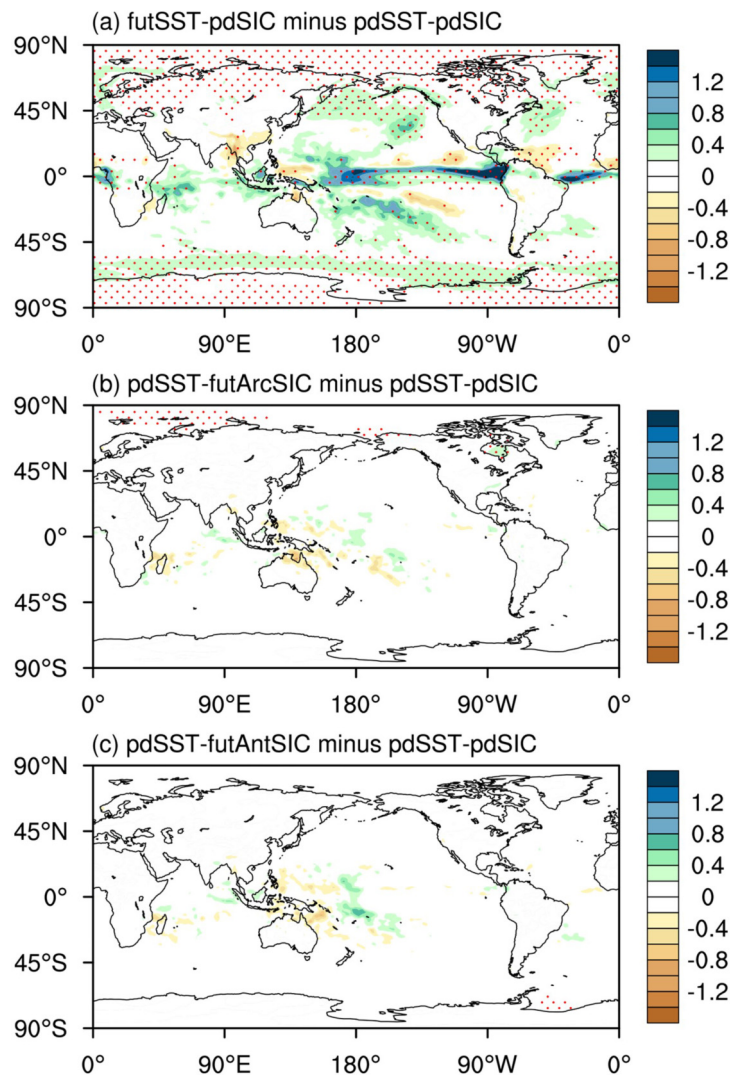 (a) futSST-pdSIC minus pdSST-pdSIC
90°N
45°N
0°
45°S
90°S
0° 90°E 180° 90°W 0°
1.2
0.8
0.4
0
-0.4
-0.8
-1.2
(b) pdSST-futArcSIC minus pdSST-pdSIC
90°N
45°N
0°
45°S
90°S
0° 90°E 180° 90°W 0°
1.2
0.8
0.4
0
-0.4
-0.8
-1.2
(c) pdSST-futAntSIC minus pdSST-pdSIC
90°N
45°N
0°
45°S
90°S
0° 90°E 180° 90°W 0°
1.2
0.8
0.4
0
-0.4
-0.8
-1.2